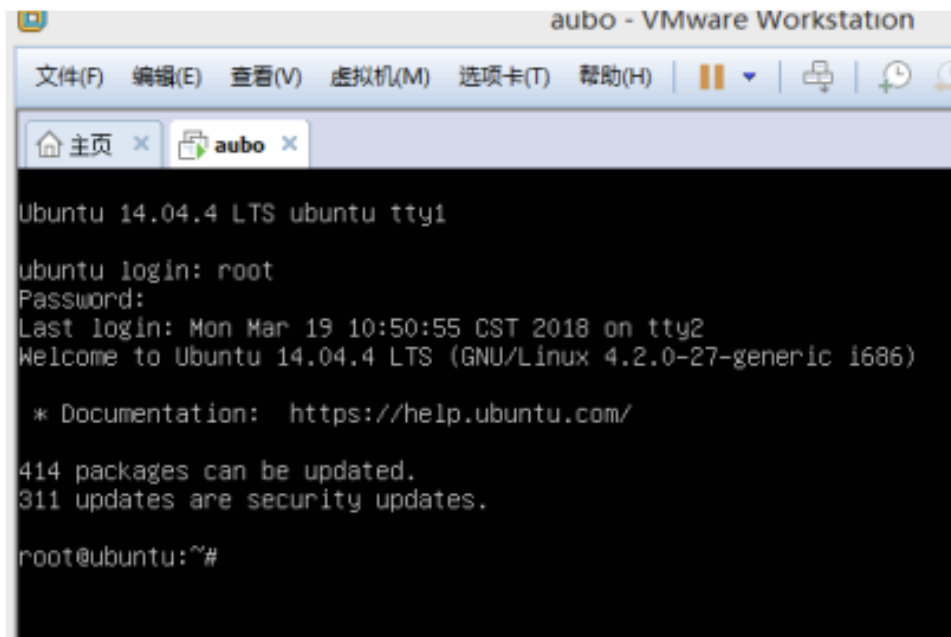 aubo - VMware Workstation
文件(F) 编辑(E) 查看(V) 虚拟机(M) 选项卡(T) 帮助(H)
主页 aubo
Ubuntu 14.04.4 LTS ubuntu tty1
ubuntu login: root
Password:
Last login: Mon Mar 19 10:50:55 CST 2018 on tty2
Welcome to Ubuntu 14.04.4 LTS (GNU/Linux 4.2.0-27-generic i686)
* Documentation:  https://help.ubuntu.com/
414 packages can be updated.
311 updates are security updates.
root@ubuntu:~#